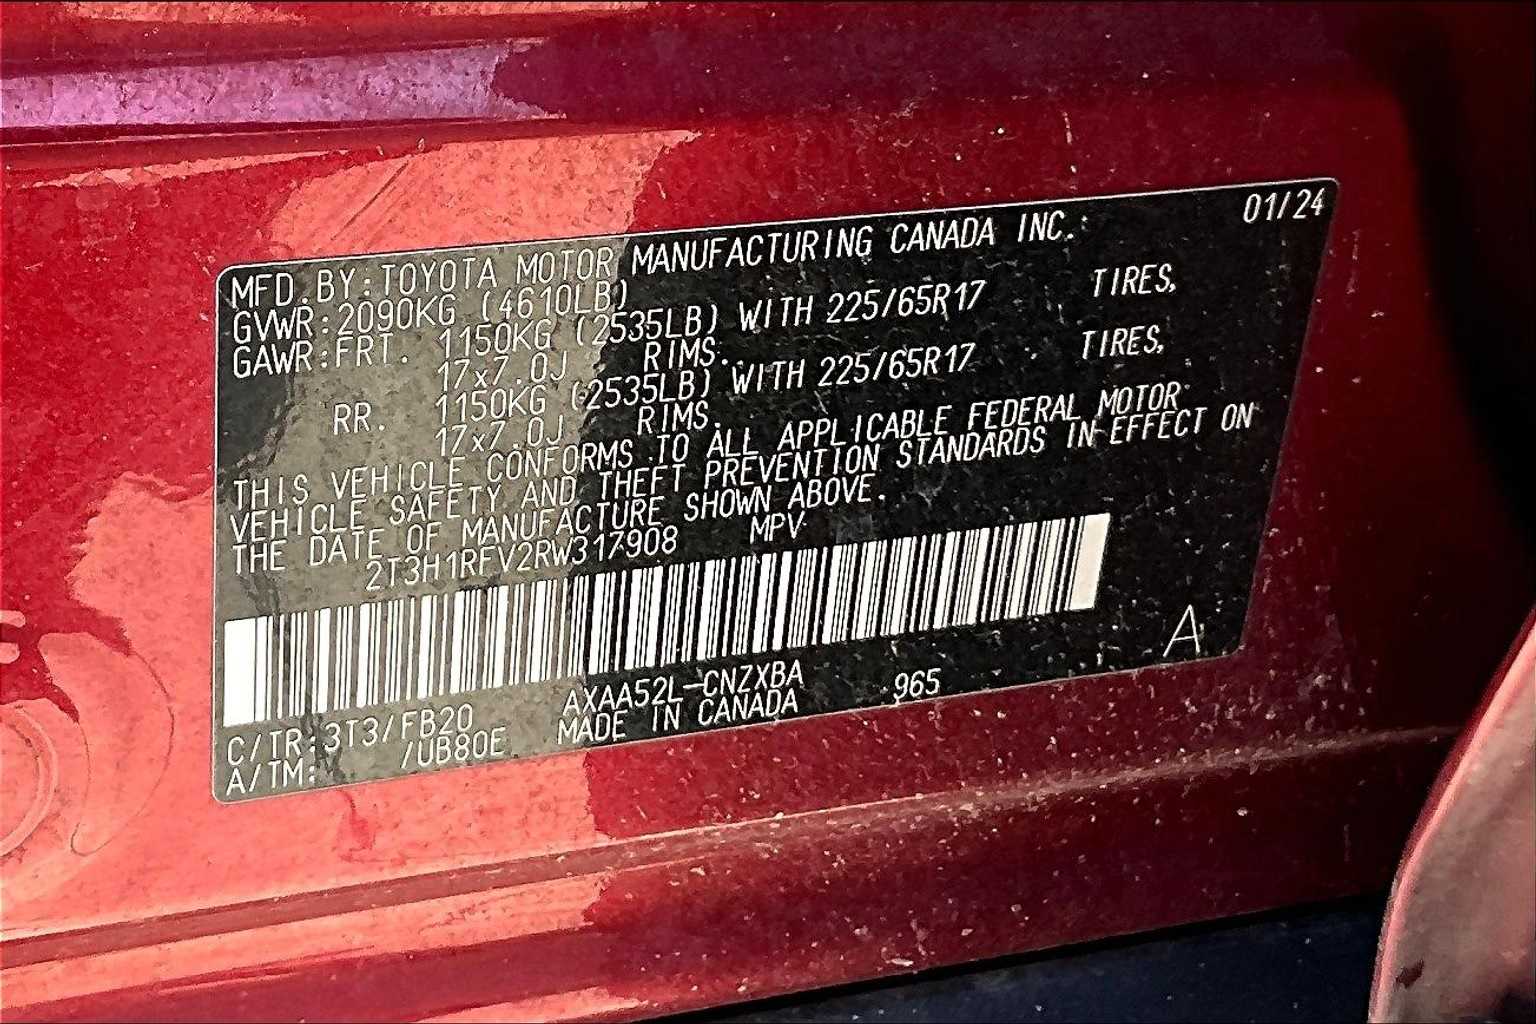 01/24
MFD.BY:TOYOTA MOTOR MANUFACTURING CANADA INC.
GVWR:2090KG (4610LB)
GAWR:FRT. 1150KG (2535LB) WITH 225/65R17 TIRES,
17x7.0J RIMS.
RR. 1150KG (2535LB) WITH 225/65R17 TIRES,
17x7.0J RIMS.
THIS VEHICLE CONFORMS TO ALL APPLICABLE FEDERAL MOTOR
VEHICLE SAFETY AND THEFT PREVENTION STANDARDS IN EFFECT ON
THE DATE OF MANUFACTURE SHOWN ABOVE.
2T3H1RFV2RW317908 MPV
A
AXAA52L-CNZXBA 965
C/TR:3T3/FB20 MADE IN CANADA
A/TM: /UB80E